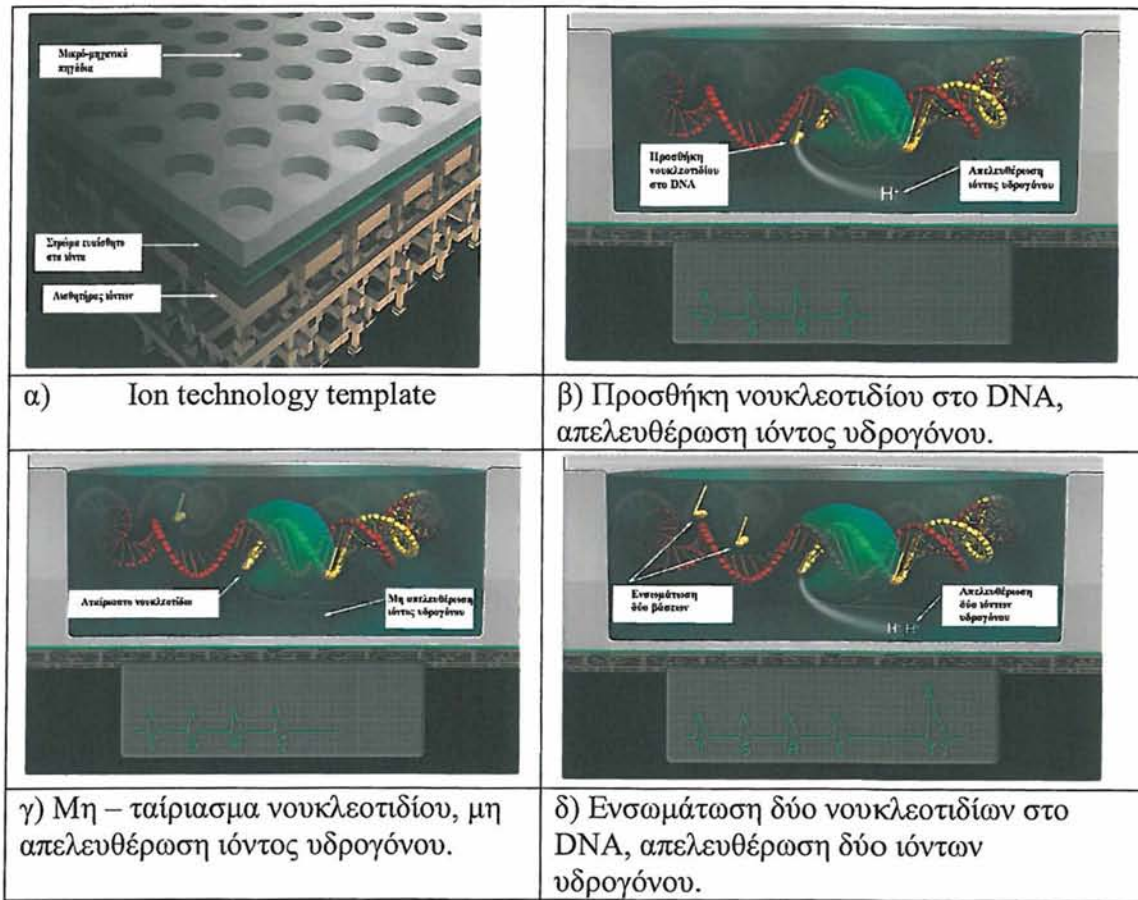 Μικρό-μηχανικά
πηγάδια
Στρώμα ευαίσθητο
στα ιόντα
Αισθητήρας ιόντων
α) Ion technology template
Προσθήκη
νουκλεοτιδίου
στο DNA
Απελευθέρωση
ιόντος υδρογόνου
H⁺
β) Προσθήκη νουκλεοτιδίου στο DNA,
απελευθέρωση ιόντος υδρογόνου.
Αταίριαστο νουκλεοτίδιο
Μη απελευθέρωση
ιόντος υδρογόνου
γ) Μη – ταίριασμα νουκλεοτιδίου, μη
απελευθέρωση ιόντος υδρογόνου.
Ενσωμάτωση
δύο βάσεων
Απελευθέρωση
δύο ιόντων
υδρογόνου
H⁺ H⁺
δ) Ενσωμάτωση δύο νουκλεοτιδίων στο
DNA, απελευθέρωση δύο ιόντων
υδρογόνου.